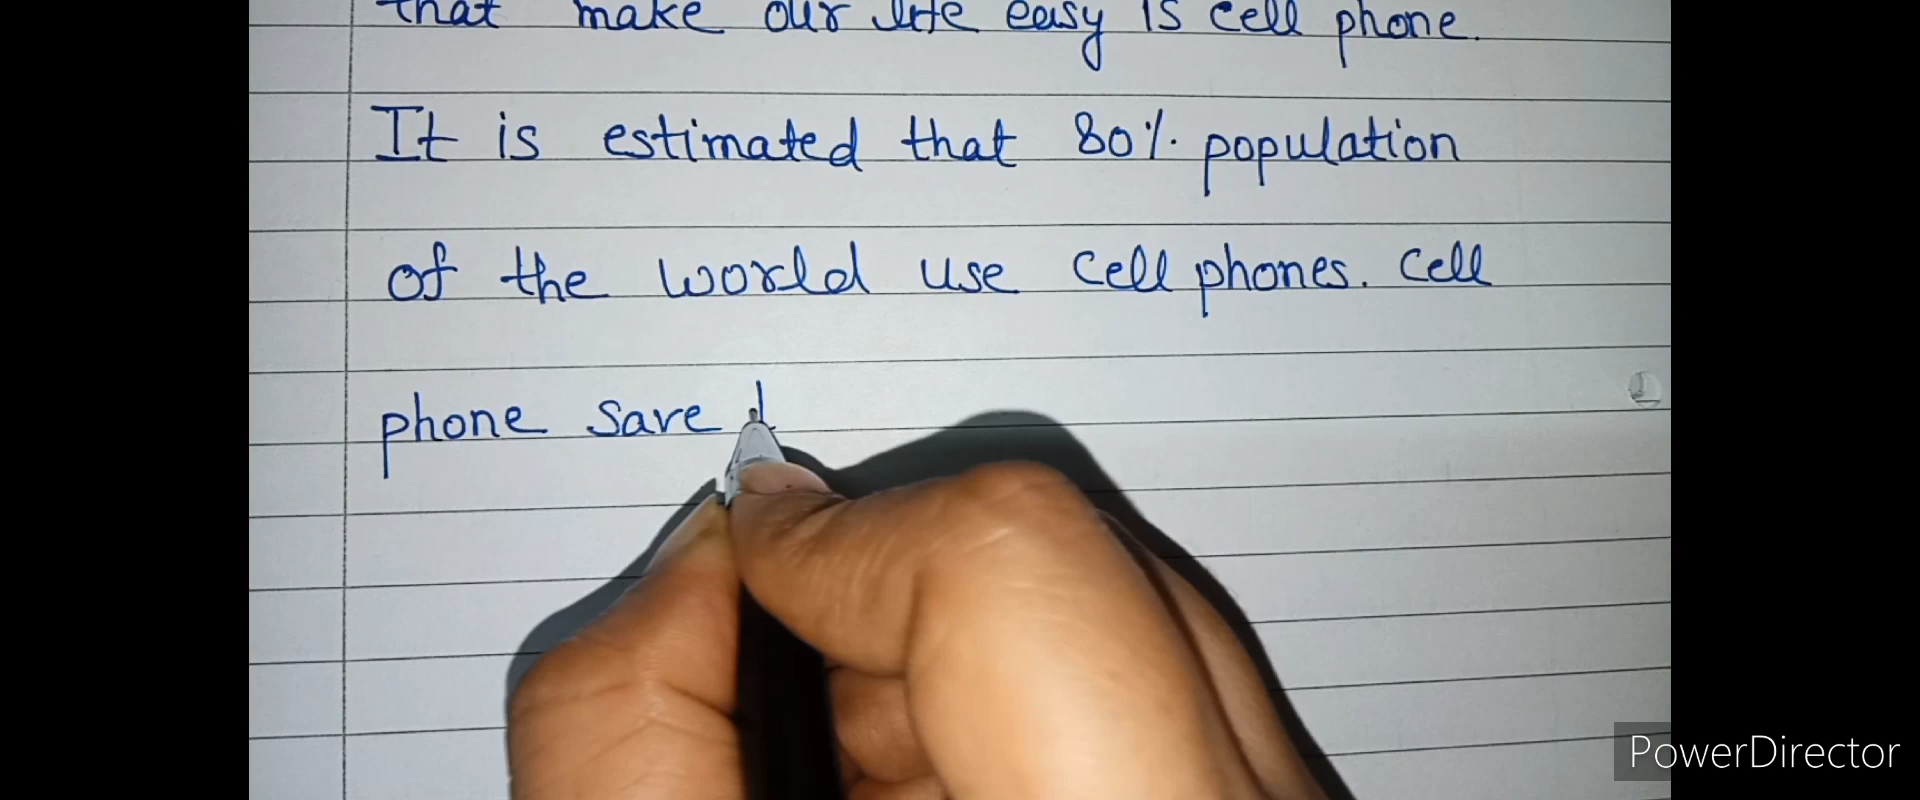 that make our life easy is cell phone.
It is estimated that 80% population
of the world use cell phones. cell
phone save
PowerDirector